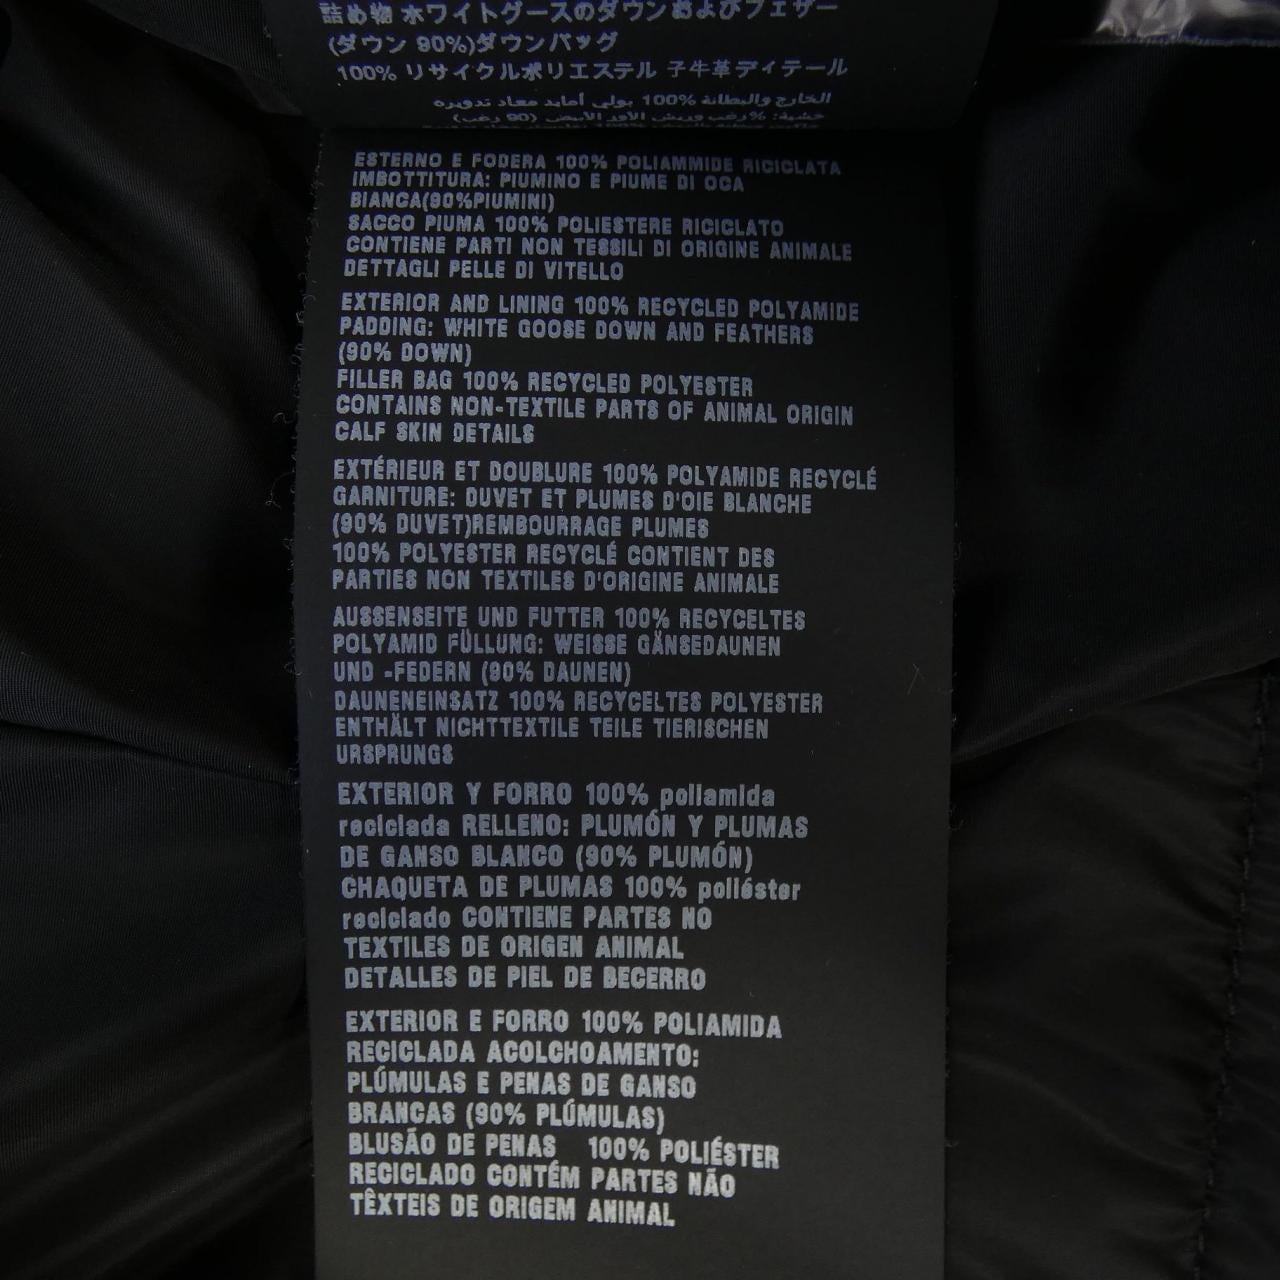 詰め物 ホワイトグースのダウンおよびフェザー
(ダウン 90%)ダウンバッグ
100% リサイクルポリエステル 子牛革ディテール
الخارج والبطانة %100 بولي أمايد معاد تدويره
ESTERNO E FODERA 100% POLIAMMIDE RICICLATA
IMBOTTITURA: PIUMINO E PIUME DI OCA
BIANCA(90%PIUMINI)
SACCO PIUMA 100% POLIESTERE RICICLATO
CONTIENE PARTI NON TESSILI DI ORIGINE ANIMALE
DETTAGLI PELLE DI VITELLO
EXTERIOR AND LINING 100% RECYCLED POLYAMIDE
PADDING: WHITE GOOSE DOWN AND FEATHERS
(90% DOWN)
FILLER BAG 100% RECYCLED POLYESTER
CONTAINS NON-TEXTILE PARTS OF ANIMAL ORIGIN
CALF SKIN DETAILS
EXTÉRIEUR ET DOUBLURE 100% POLYAMIDE RECYCLÉ
GARNITURE: DUVET ET PLUMES D'OIE BLANCHE
(90% DUVET)REMBOURRAGE PLUMES
100% POLYESTER RECYCLÉ CONTIENT DES
PARTIES NON TEXTILES D'ORIGINE ANIMALE
AUSSENSEITE UND FUTTER 100% RECYCELTES
POLYAMID FÜLLUNG: WEISSE GÄNSEDAUNEN
UND -FEDERN (90% DAUNEN)
DAUNENEINSATZ 100% RECYCELTES POLYESTER
ENTHÄLT NICHTTEXTILE TEILE TIERISCHEN
URSPRUNGS
EXTERIOR Y FORRO 100% poliamida
reciclada RELLENO: PLUMÓN Y PLUMAS
DE GANSO BLANCO (90% PLUMÓN)
CHAQUETA DE PLUMAS 100% poliéster
reciclado CONTIENE PARTES NO
TEXTILES DE ORIGEN ANIMAL
DETALLES DE PIEL DE BECERRO
EXTERIOR E FORRO 100% POLIAMIDA
RECICLADA ACOLCHOAMENTO:
PLÚMULAS E PENAS DE GANSO
BRANCAS (90% PLÚMULAS)
BLUSÃO DE PENAS 100% POLIÉSTER
RECICLADO CONTÉM PARTES NÃO
TÊXTEIS DE ORIGEM ANIMAL